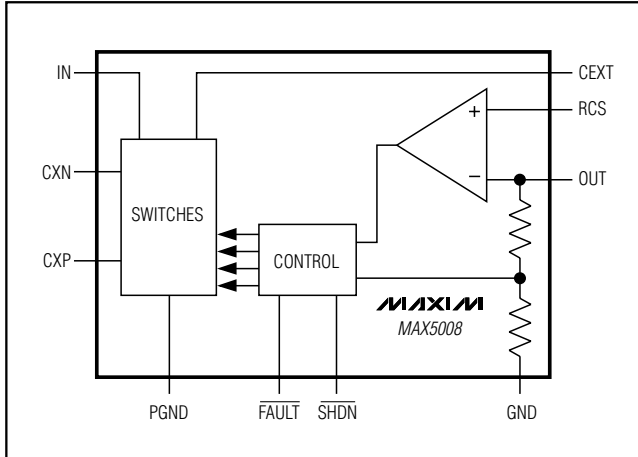 IN
CEXT
RCS
+
CXN
−
OUT
SWITCHES
CXP
CONTROL
MAXIM
MAX5008
PGND
FAULT
SHDN
GND